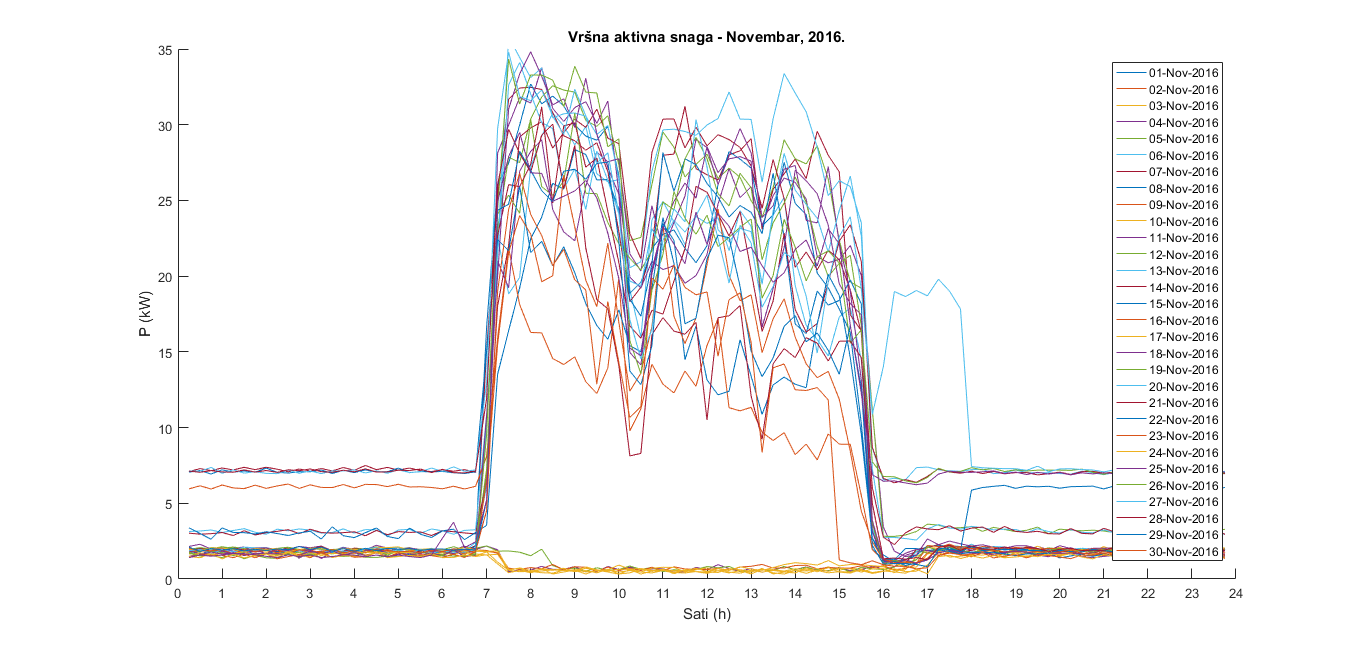 Vršna aktivna snaga - Novembar, 2016.
35
30
25
20
15
10
5
0
P (kW)
0 1 2 3 4 5 6 7 8 9 10 11 12 13 14 15 16 17 18 19 20 21 22 23 24
Sati (h)
01-Nov-2016
02-Nov-2016
03-Nov-2016
04-Nov-2016
05-Nov-2016
06-Nov-2016
07-Nov-2016
08-Nov-2016
09-Nov-2016
10-Nov-2016
11-Nov-2016
12-Nov-2016
13-Nov-2016
14-Nov-2016
15-Nov-2016
16-Nov-2016
17-Nov-2016
18-Nov-2016
19-Nov-2016
20-Nov-2016
21-Nov-2016
22-Nov-2016
23-Nov-2016
24-Nov-2016
25-Nov-2016
26-Nov-2016
27-Nov-2016
28-Nov-2016
29-Nov-2016
30-Nov-2016